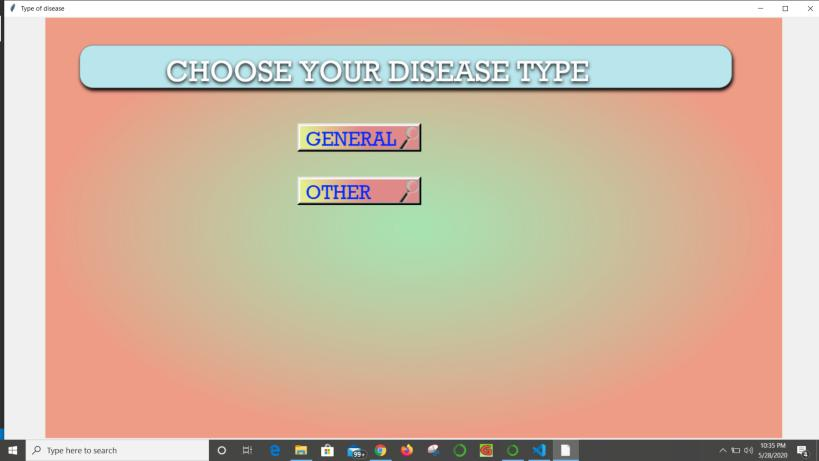 Type of disease
CHOOSE YOUR DISEASE TYPE
GENERAL
OTHER
Type here to search
99+
10:35 PM
5/28/2020